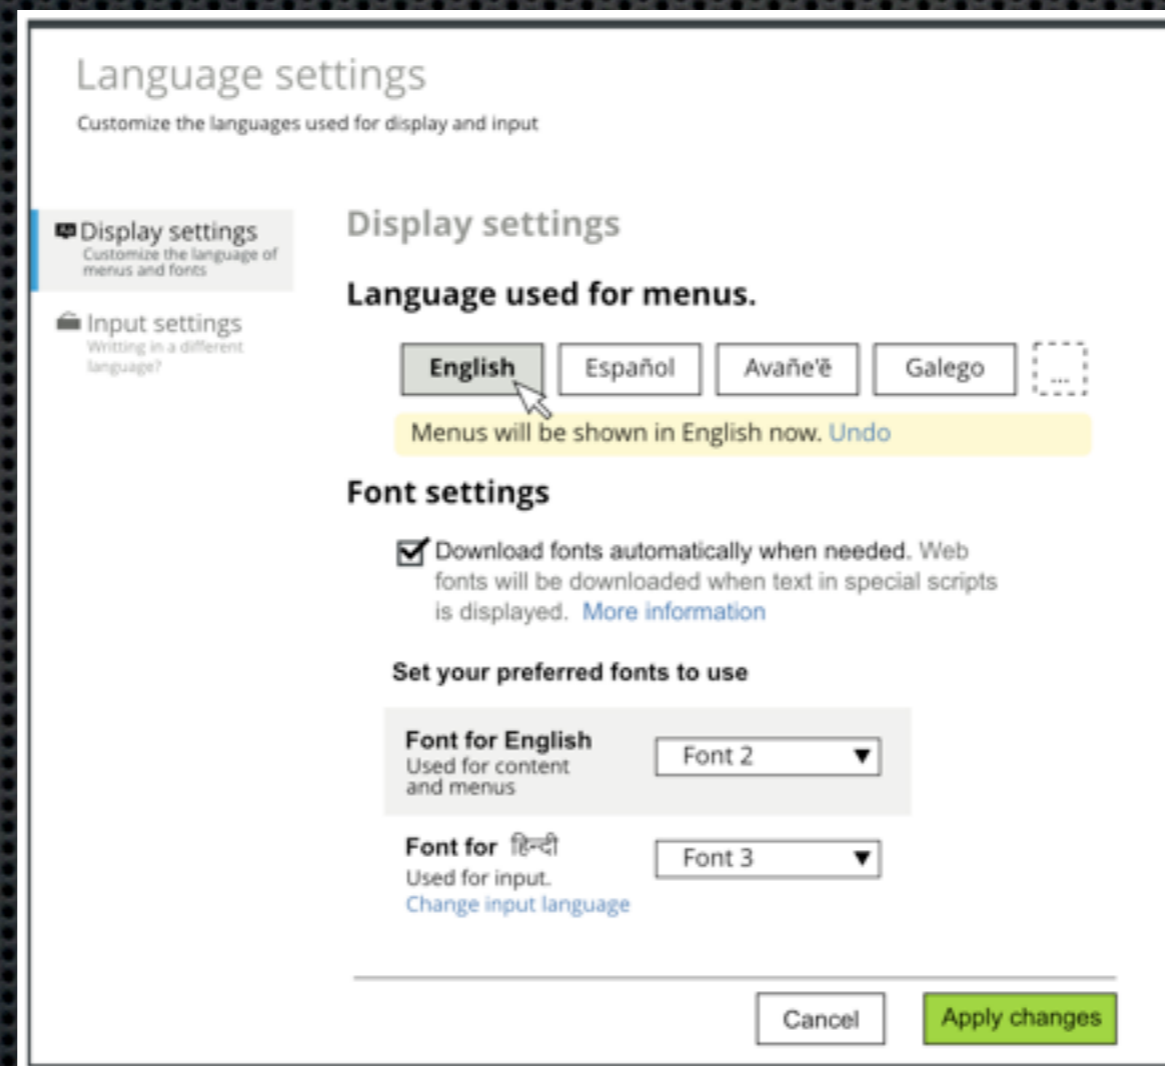 Language settings
Customize the languages used for display and input
Display settings
Customize the language of
menus and fonts
Input settings
Writting in a different
language?
Display settings
Language used for menus.
English
Español
Avañe'ẽ
Galego
...
Menus will be shown in English now. Undo
Font settings
Download fonts automatically when needed. Web
fonts will be downloaded when text in special scripts
is displayed. More information
Set your preferred fonts to use
Font for English
Used for content
and menus
Font 2
Font for हिन्दी
Used for input.
Change input language
Font 3
Cancel
Apply changes